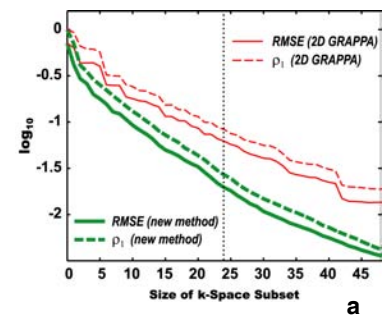 0
-0.5
-1
-1.5
-2
log10
RMSE (2D GRAPPA)
ρ1 (2D GRAPPA)
RMSE (new method)
ρ1 (new method)
0 5 10 15 20 25 30 35 40 45
Size of k-Space Subset
a